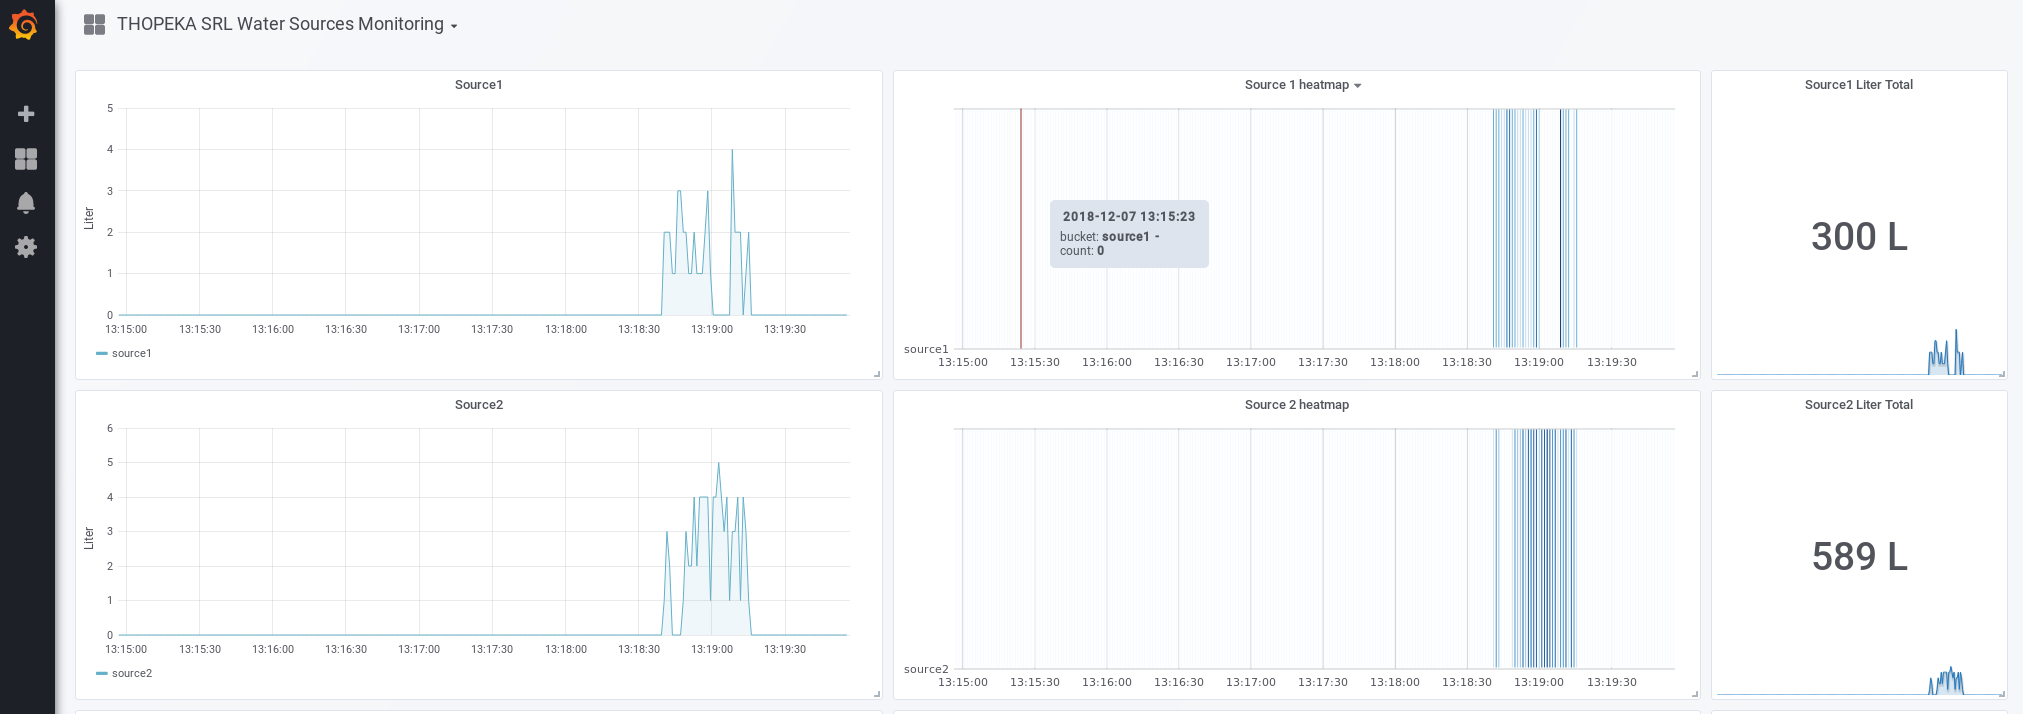 THOPEKA SRL Water Sources Monitoring
Source1
5
4
3
2
1
0
Liter
13:15:00 13:15:30 13:16:00 13:16:30 13:17:00 13:17:30 13:18:00 13:18:30 13:19:00 13:19:30
source1
Source 1 heatmap
2018-12-07 13:15:23
bucket: source1 -
count: 0
source1
13:15:00 13:15:30 13:16:00 13:16:30 13:17:00 13:17:30 13:18:00 13:18:30 13:19:00 13:19:30
Source1 Liter Total
300 L
Source2
6
5
4
3
2
1
0
Liter
13:15:00 13:15:30 13:16:00 13:16:30 13:17:00 13:17:30 13:18:00 13:18:30 13:19:00 13:19:30
source2
Source 2 heatmap
source2
13:15:00 13:15:30 13:16:00 13:16:30 13:17:00 13:17:30 13:18:00 13:18:30 13:19:00 13:19:30
Source2 Liter Total
589 L